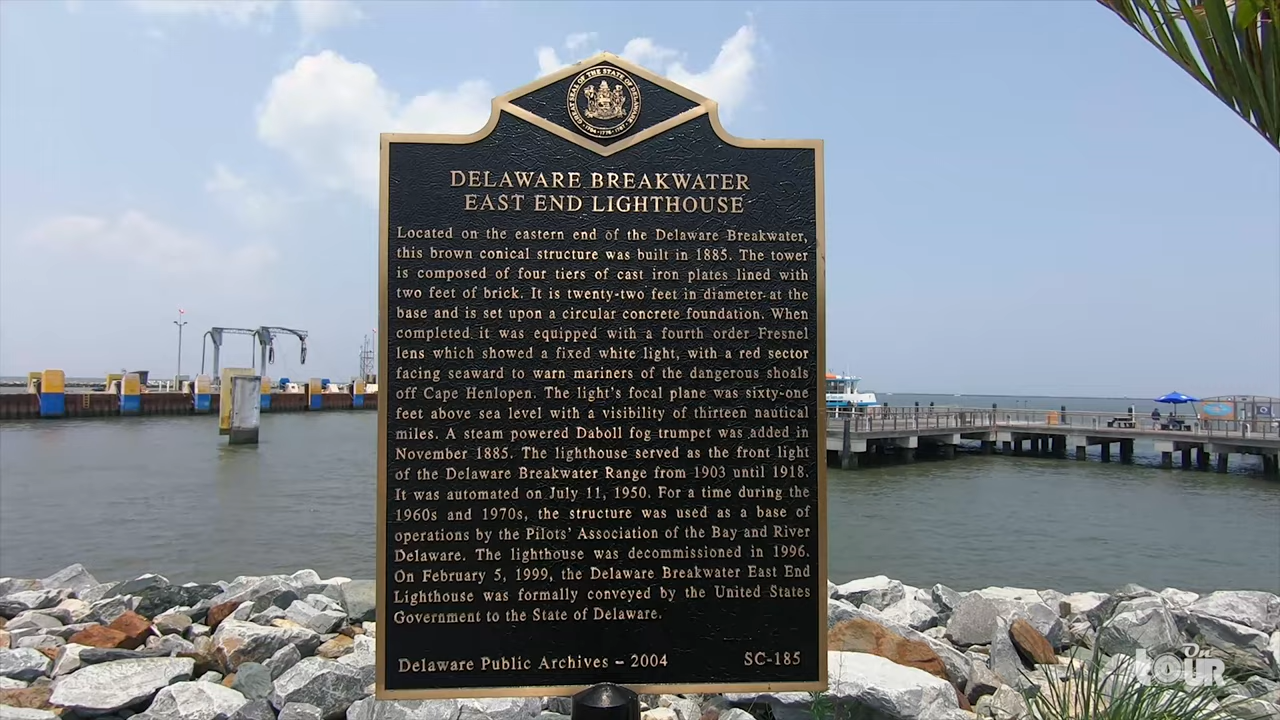 GREAT SEAL OF THE STATE OF DELAWARE
DELAWARE BREAKWATER
EAST END LIGHTHOUSE
Located on the eastern end of the Delaware Breakwater,
this brown conical structure was built in 1885. The tower
is composed of four tiers of cast iron plates lined with
two feet of brick. It is twenty-two feet in diameter at the
base and is set upon a circular concrete foundation. When
completed it was equipped with a fourth order Fresnel
lens which showed a fixed white light, with a red sector
facing seaward to warn mariners of the dangerous shoals
off Cape Henlopen. The light's focal plane was sixty-one
feet above sea level with a visibility of thirteen nautical
miles. A steam powered Daboll fog trumpet was added in
November 1885. The lighthouse served as the front light
of the Delaware Breakwater Range from 1903 until 1918.
It was automated on July 11, 1950. For a time during the
1960s and 1970s, the structure was used as a base of
operations by the Pilots' Association of the Bay and River
Delaware. The lighthouse was decommissioned in 1996.
On February 5, 1999, the Delaware Breakwater East End
Lighthouse was formally conveyed by the United States
Government to the State of Delaware.
Delaware Public Archives – 2004 SC-185
On
TOUR